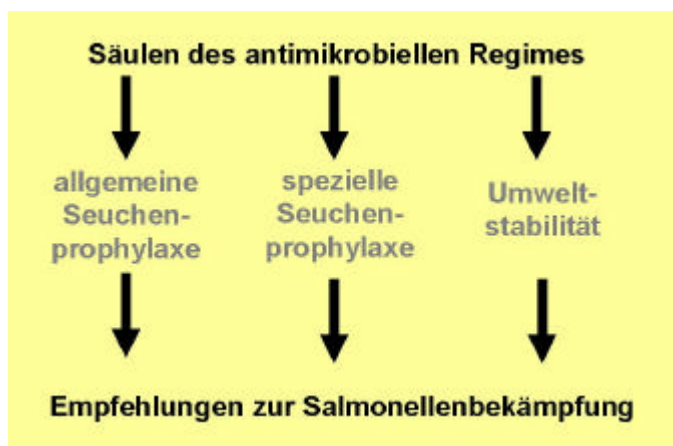 Säulen des antimikrobiellen Regimes
allgemeine
Seuchen-
prophylaxe
spezielle
Seuchen-
prophylaxe
Umwelt-
stabilität
Empfehlungen zur Salmonellenbekämpfung